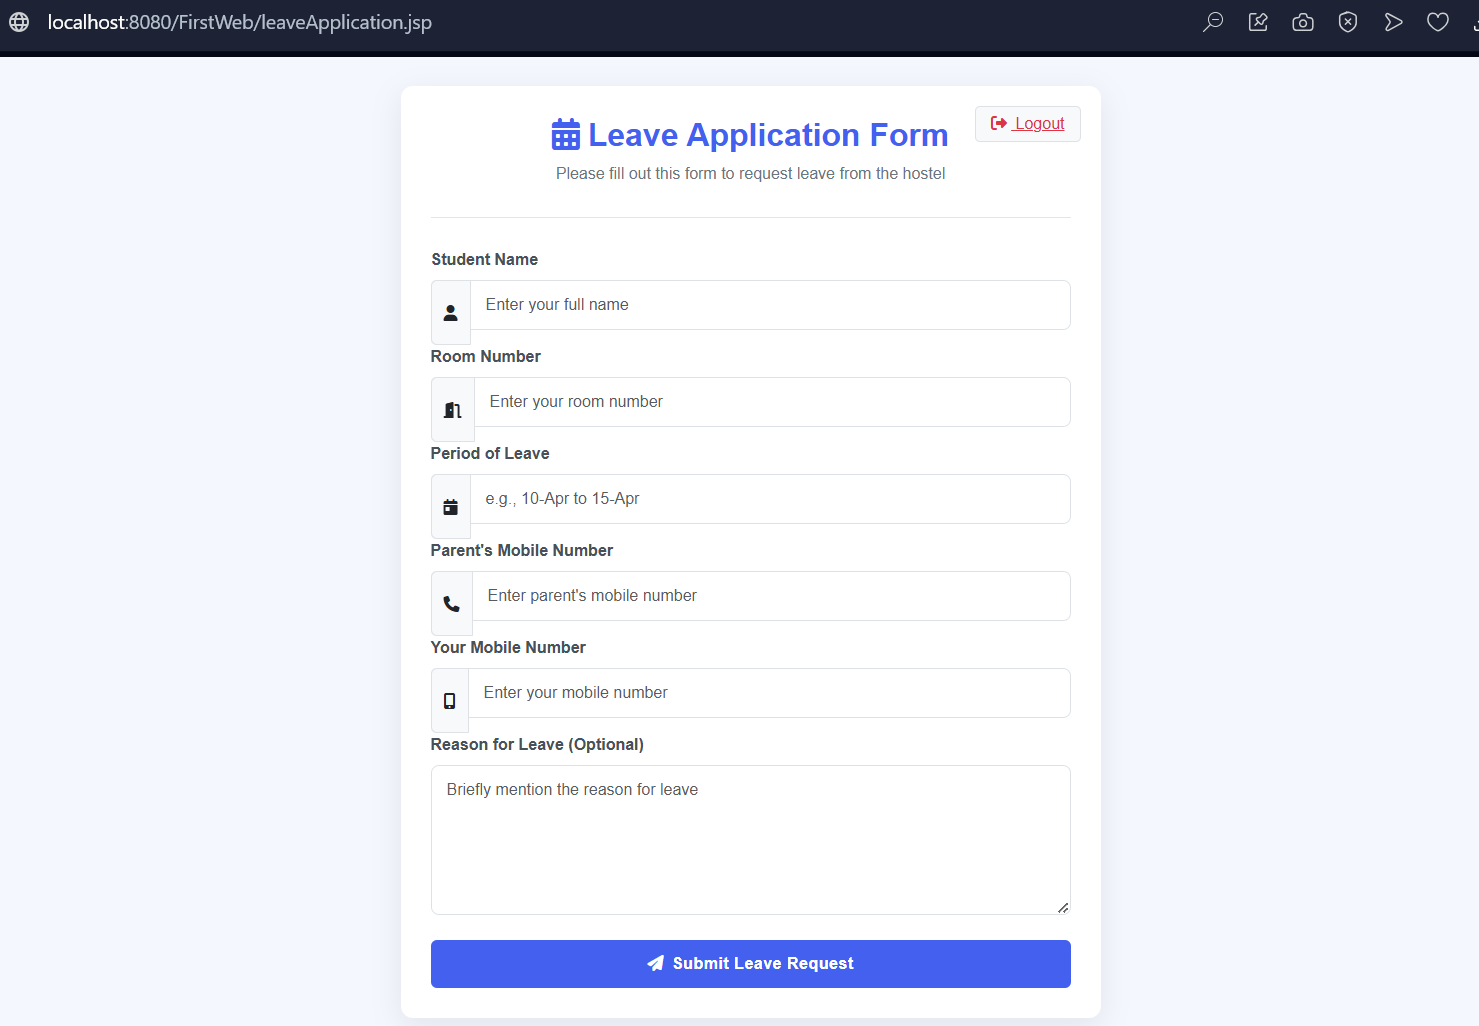 localhost:8080/FirstWeb/leaveApplication.jsp
Leave Application Form
Logout
Please fill out this form to request leave from the hostel
Student Name
Enter your full name
Room Number
Enter your room number
Period of Leave
e.g., 10-Apr to 15-Apr
Parent's Mobile Number
Enter parent's mobile number
Your Mobile Number
Enter your mobile number
Reason for Leave (Optional)
Briefly mention the reason for leave
Submit Leave Request